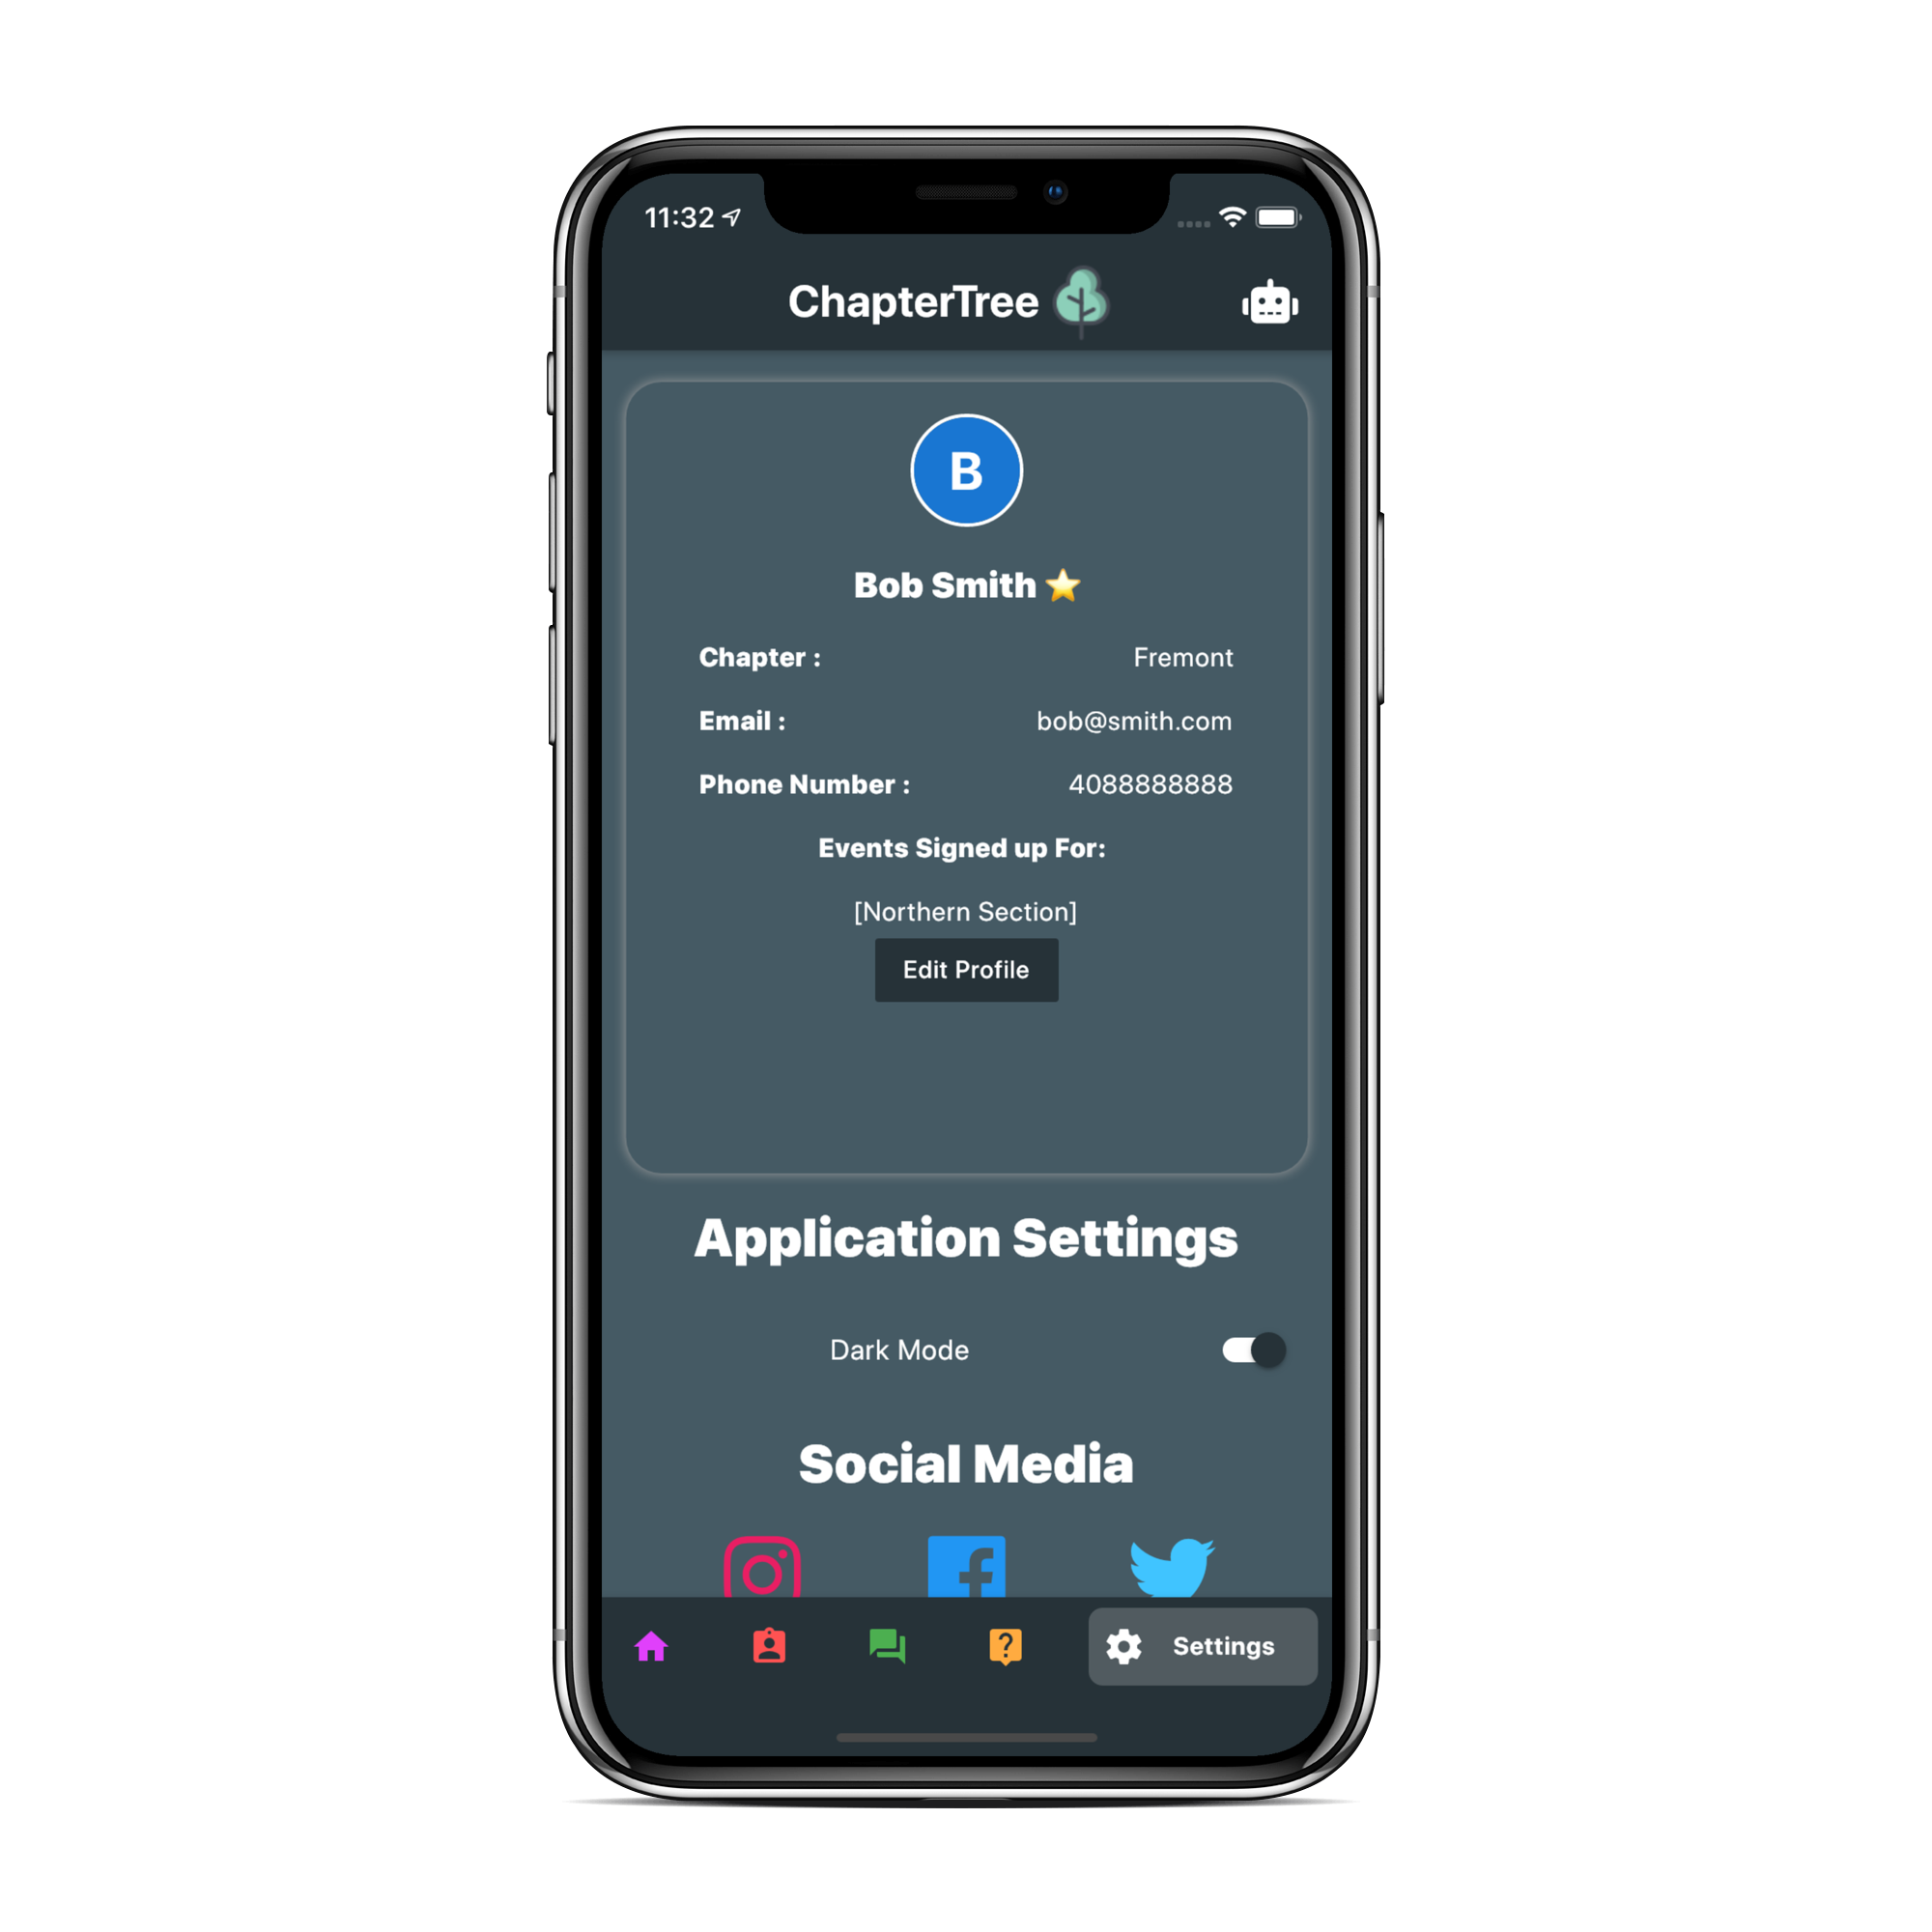 11:32
ChapterTree
B
Bob Smith ⭐
Chapter : Fremont
Email : bob@smith.com
Phone Number : 4088888888
Events Signed up For:
[Northern Section]
Edit Profile
Application Settings
Dark Mode
Social Media
Settings